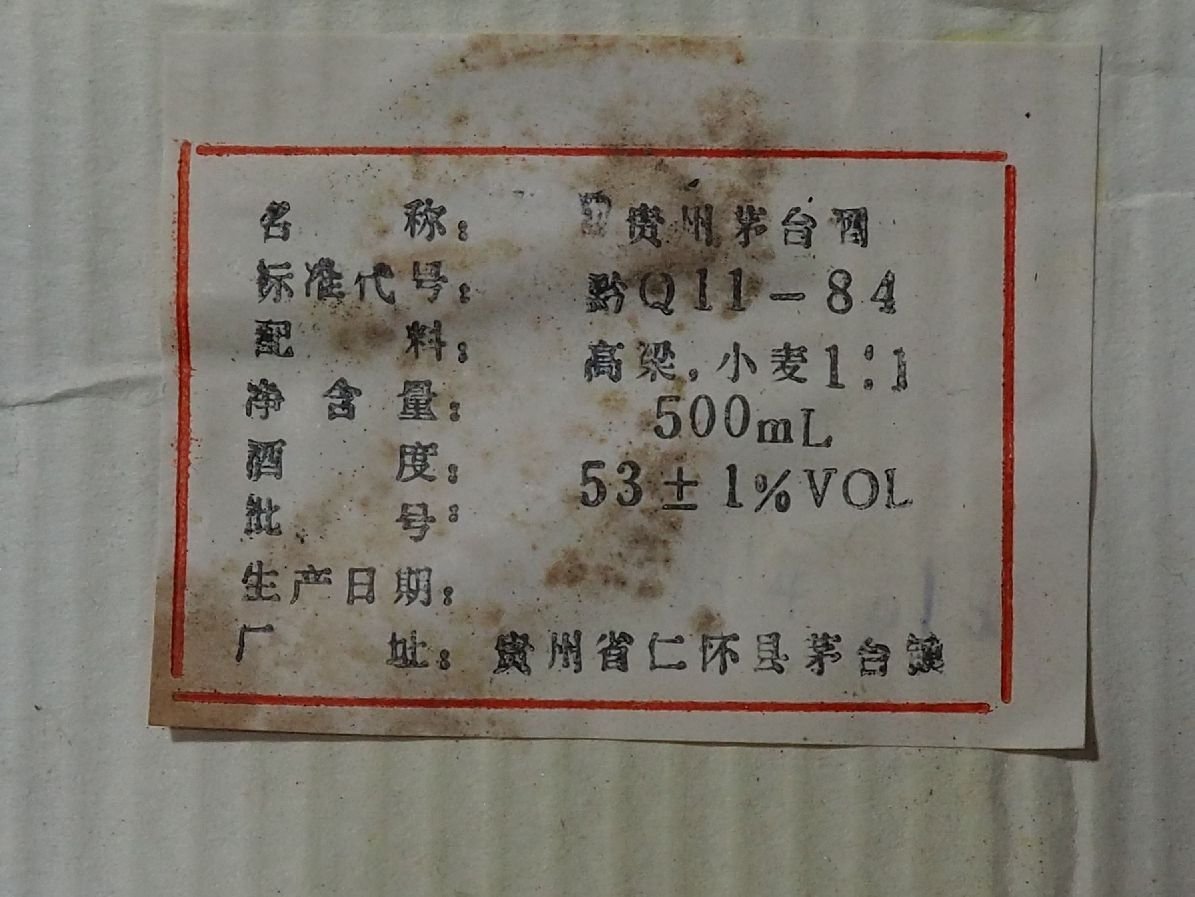 名 称: 贵州茅台酒
标准代号: 黔Q11-84
配 料: 高粱,小麦1:1
净含量: 500mL
酒 度: 53±1%VOL
批 号:
生产日期:
厂 址: 贵州省仁怀县茅台镇